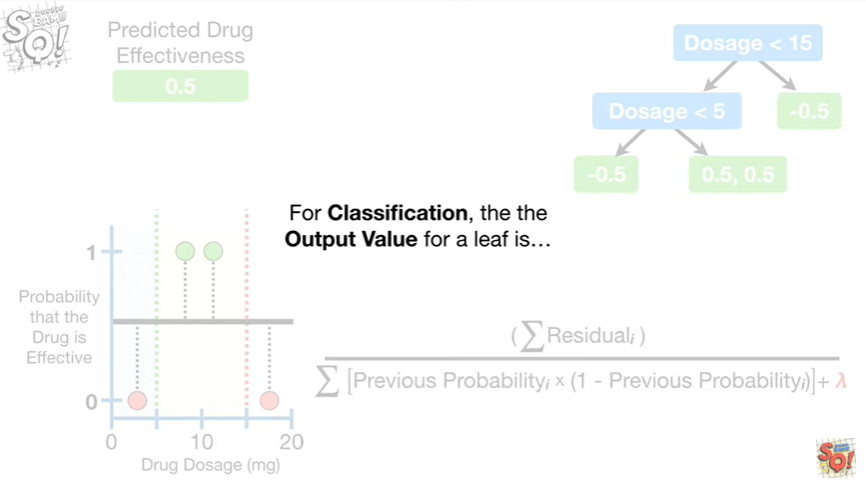 SQ!
Predicted Drug
Effectiveness
0.5
Dosage < 15
Dosage < 5
-0.5
-0.5
0.5, 0.5
For Classification, the the
Output Value for a leaf is…
1
Probability
that the
Drug is
Effective
0
0
10
20
Drug Dosage (mg)
( ∑ Residualᵢ )
∑ [Previous Probabilityᵢ x (1 - Previous Probabilityᵢ)]+ λ
SQ!